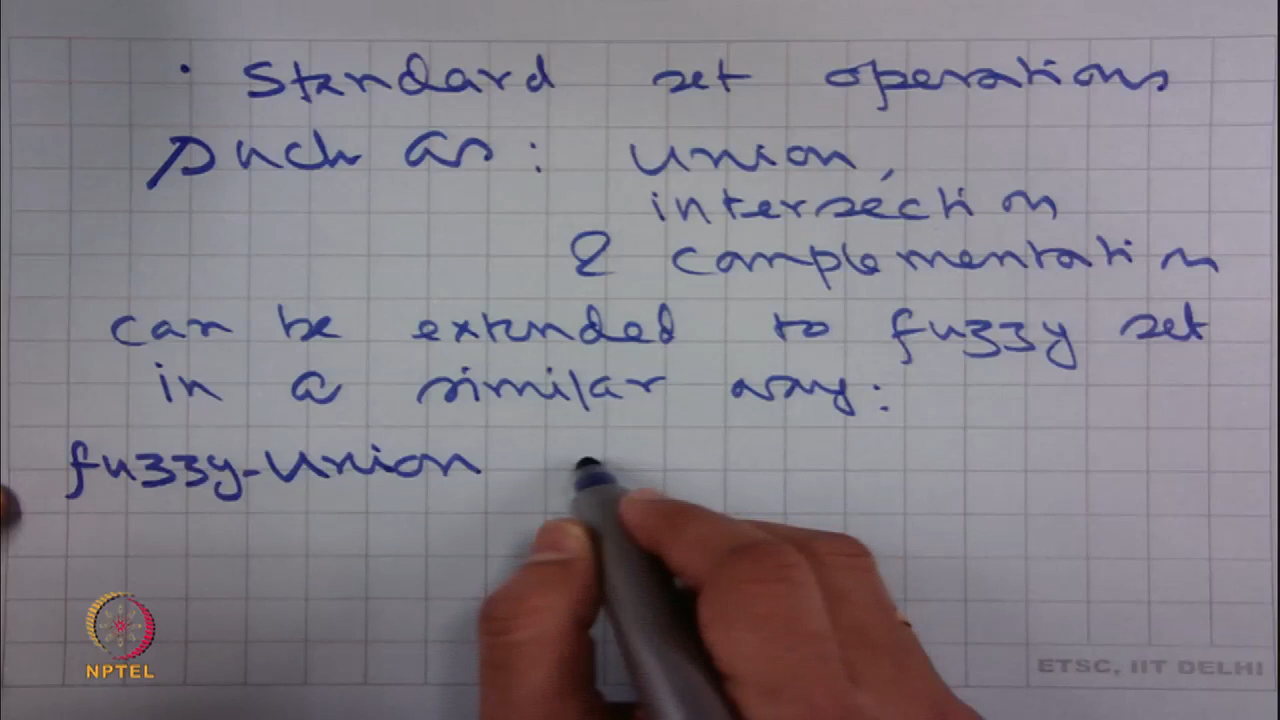 • Standard set operations
such as: union,
intersection
& complementation
can be extended to fuzzy set
in a similar way:
fuzzy-union
NPTEL
ETSC, IIT DELHI